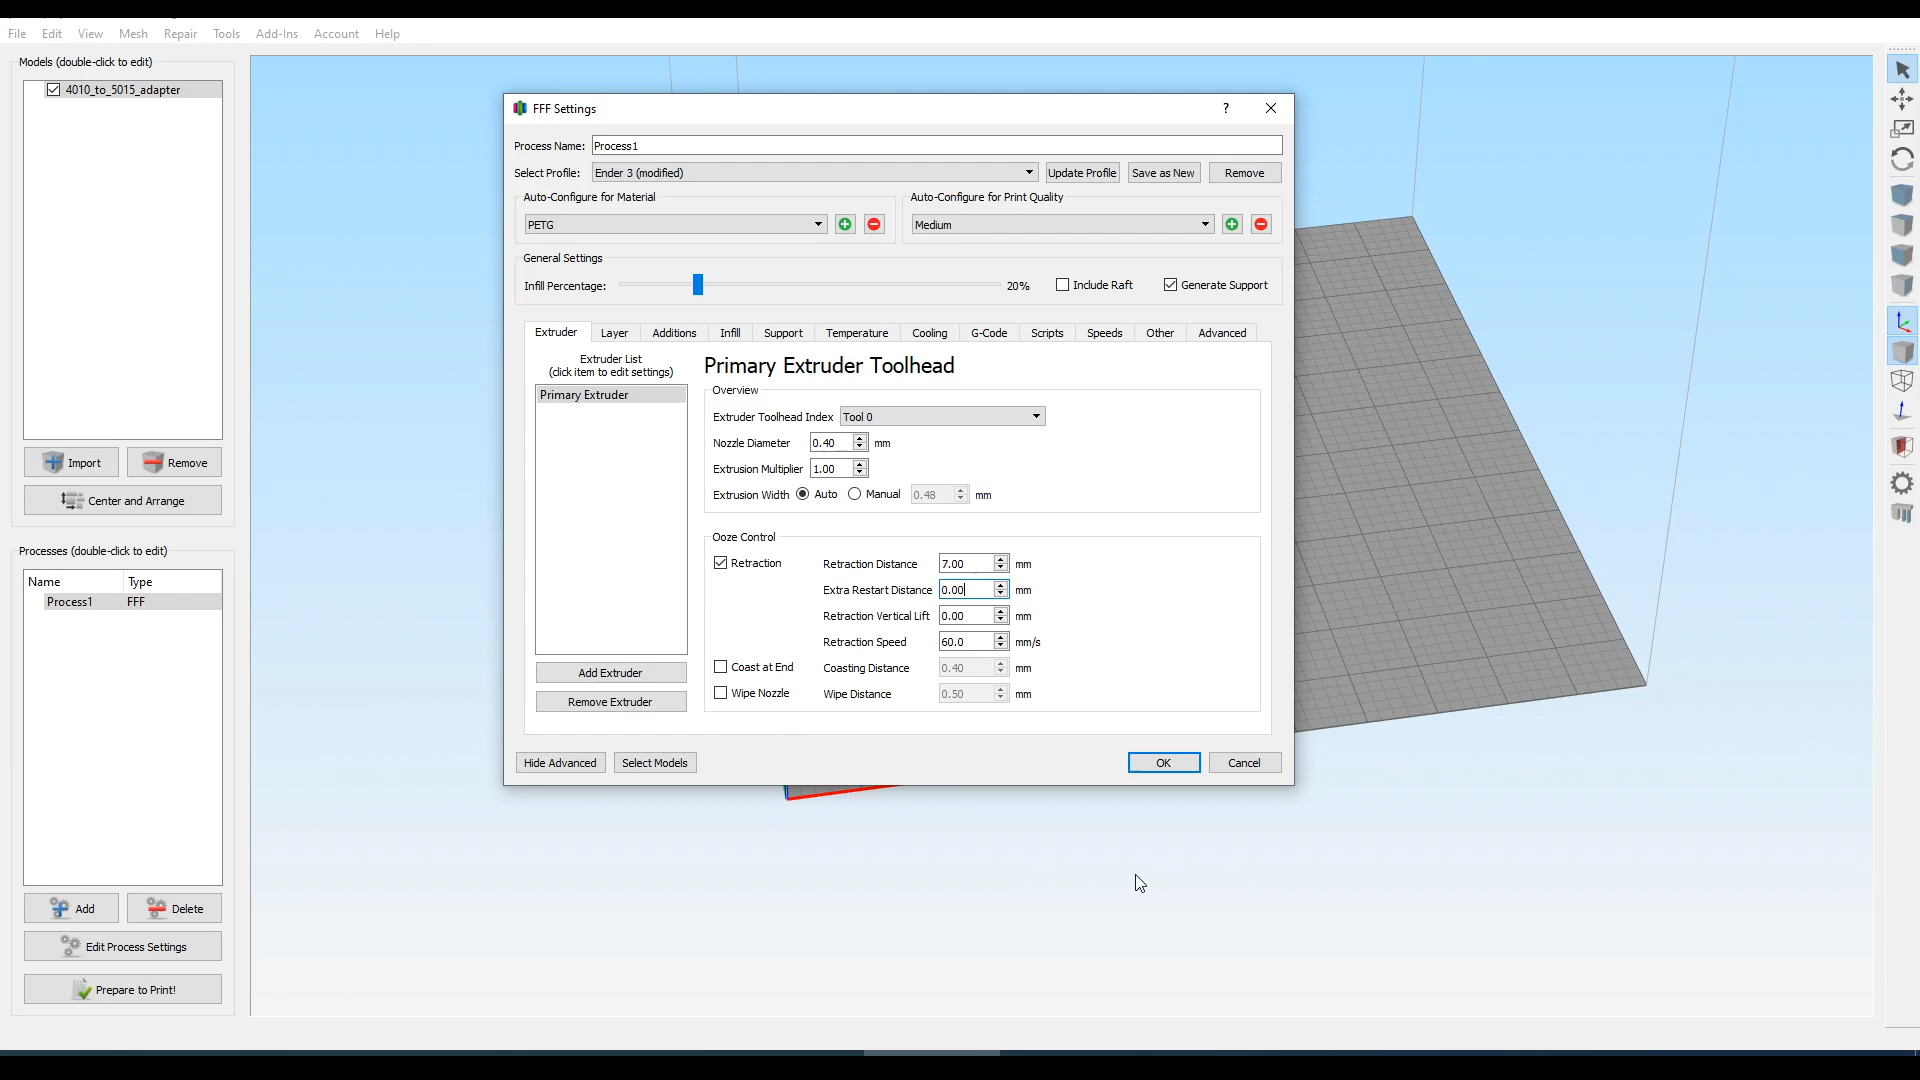 File Edit View Mesh Repair Tools Add-Ins Account Help
Models (double-click to edit)
4010_to_5015_adapter
Import Remove
Center and Arrange
Processes (double-click to edit)
Name Type
Process1 FFF
Add Delete
Edit Process Settings
Prepare to Print!
FFF Settings ?
Process Name: Process1
Select Profile: Ender 3 (modified) Update Profile Save as New Remove
Auto-Configure for Material Auto-Configure for Print Quality
PETG Medium
General Settings
Infill Percentage: 20% Include Raft Generate Support
Extruder Layer Additions Infill Support Temperature Cooling G-Code Scripts Speeds Other Advanced
Extruder List
(click item to edit settings)
Primary Extruder
Add Extruder
Remove Extruder
Primary Extruder Toolhead
Overview
Extruder Toolhead Index Tool 0
Nozzle Diameter 0.40 mm
Extrusion Multiplier 1.00
Extrusion Width Auto Manual 0.48 mm
Ooze Control
Retraction Retraction Distance 7.00 mm
Extra Restart Distance 0.00 mm
Retraction Vertical Lift 0.00 mm
Retraction Speed 60.0 mm/s
Coast at End Coasting Distance 0.40 mm
Wipe Nozzle Wipe Distance 0.50 mm
Hide Advanced Select Models OK Cancel